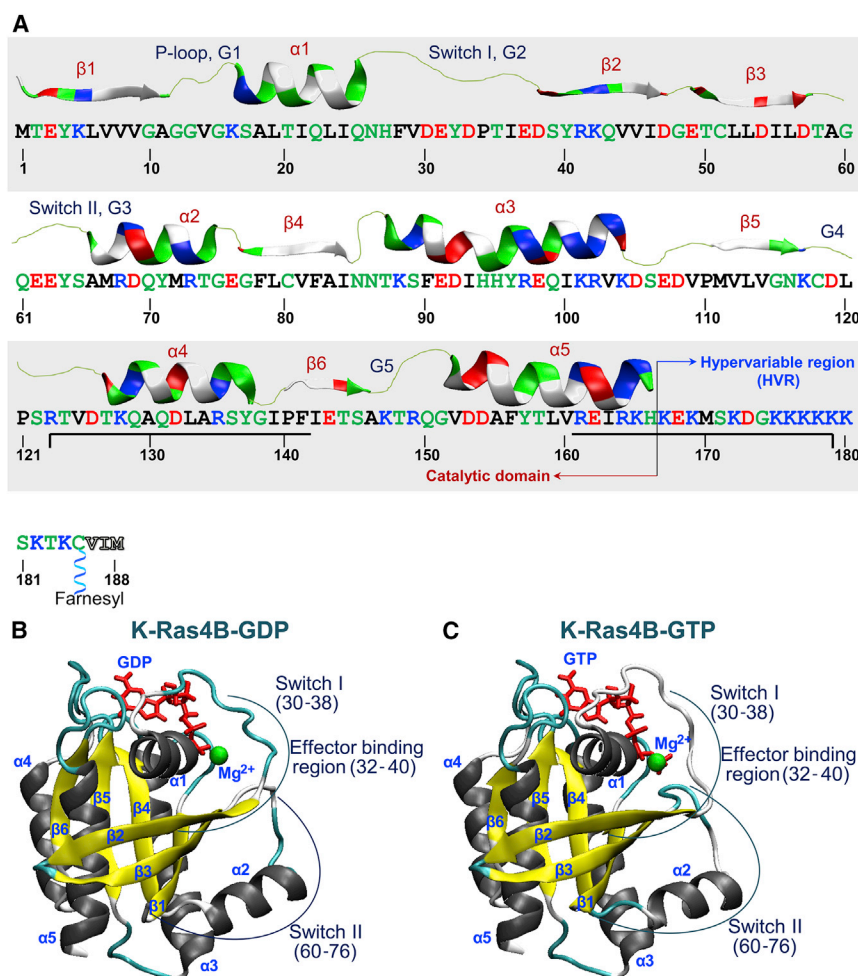 A
P-loop, G1
α1
Switch I, G2
β1
β2
β3
MTEYKLVVVGAGGVGKSALTIQLIQNHFVDEYDPTIEDSYRKQVVIDGETCLLDILDTAG
1 10 20 30 40 50 60
Switch II, G3
α2
β4
α3
β5
G4
QEEYSAMRDQYMRTGEGFLCVFAINNTKSFEDIHHYREQIKRVKDSEDVPMVLVGNKCDL
61 70 80 90 100 110 120
α4
β6
G5
α5
Hypervariable region
(HVR)
PSRTVDTKQAQDLARSYGIPFIETSAKTRQGVDDAFYTLVREIRKHKEKMSKDGKKKKKK
121 130 140 150 160 170 180
Catalytic domain
SKTKCVIM
181 188
Farnesyl
B
K-Ras4B-GDP
GDP
Switch I
(30-38)
Effector binding
region (32-40)
Mg2+
α4
α1
β5
β4
β6
β2
β3
α2
β1
Switch II
(60-76)
α5
α3
C
K-Ras4B-GTP
GTP
Switch I
(30-38)
Mg2+
Effector binding
region (32-40)
α4
α1
β5
β4
β6
β2
β3
α2
β1
Switch II
(60-76)
α5
α3